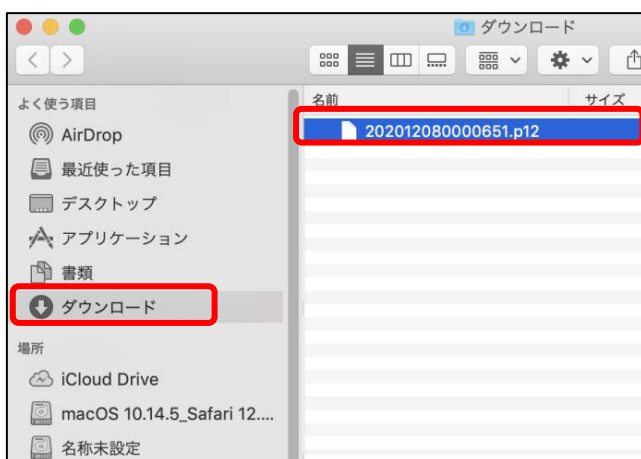 ダウンロード
よく使う項目
AirDrop
最近使った項目
デスクトップ
アプリケーション
書類
ダウンロード
場所
iCloud Drive
macOS 10.14.5_Safari 12....
名称未設定
名前 サイズ
202012080000651.p12